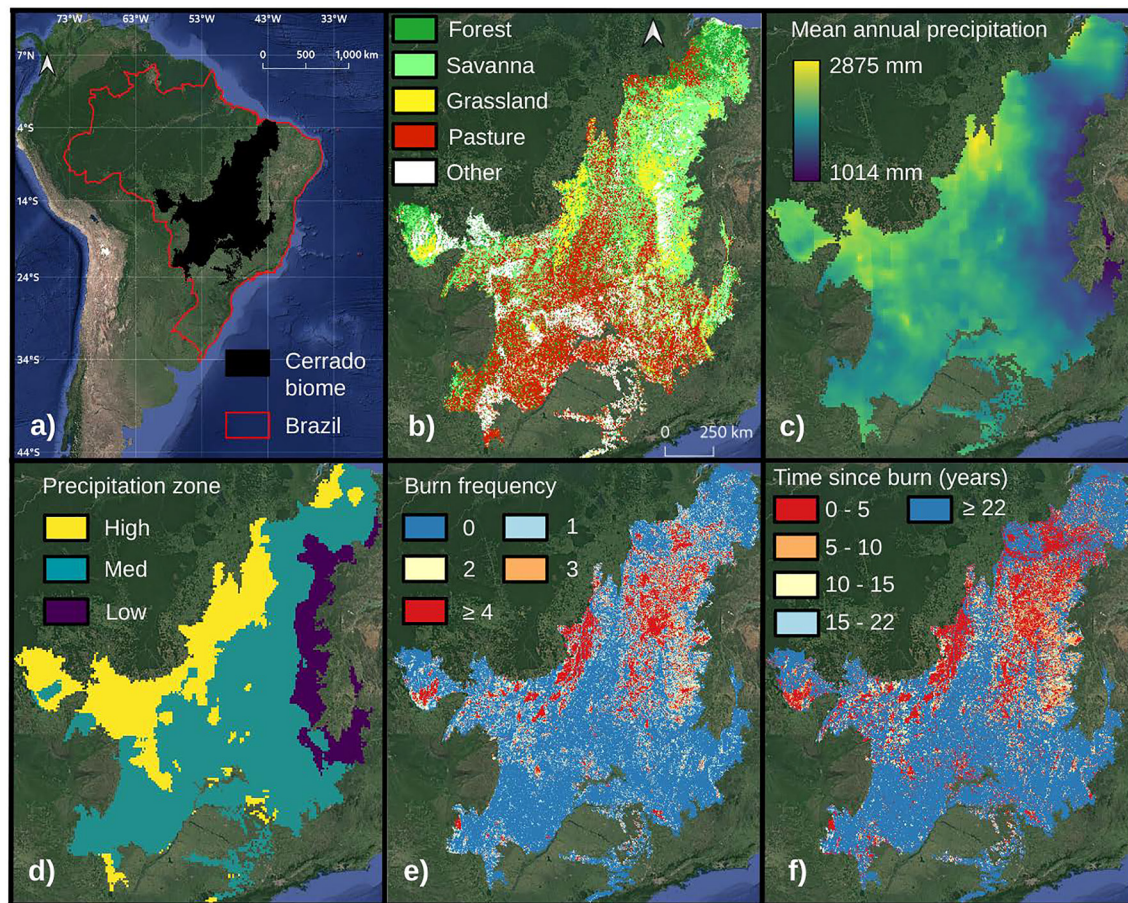 73°W 63°W 53°W 43°W 33°W
0 500 1,000 km
7°N
4°S
14°S
24°S
34°S
44°S
Cerrado
biome
Brazil
a)
Forest
Savanna
Grassland
Pasture
Other
0 250 km
b)
Mean annual precipitation
2875 mm
1014 mm
c)
Precipitation zone
High
Med
Low
d)
Burn frequency
0 1
2 3
≥ 4
e)
Time since burn (years)
0 - 5 ≥ 22
5 - 10
10 - 15
15 - 22
f)